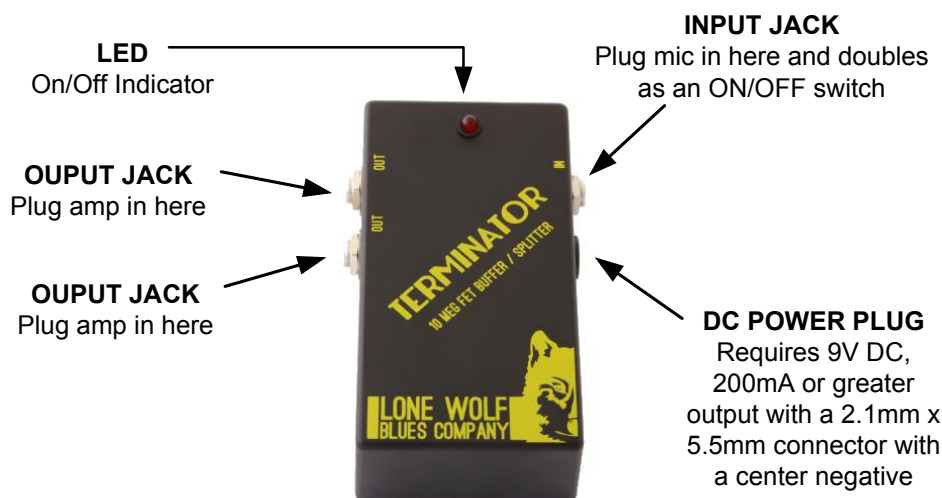 LED
On/Off Indicator
INPUT JACK
Plug mic in here and doubles
as an ON/OFF switch
OUPUT JACK
Plug amp in here
OUPUT JACK
Plug amp in here
OUT
OUT
IN
TERMINATOR
10 MEG FET BUFFER / SPLITTER
LONE WOLF
BLUES COMPANY
DC POWER PLUG
Requires 9V DC,
200mA or greater
output with a 2.1mm x
5.5mm connector with
a center negative